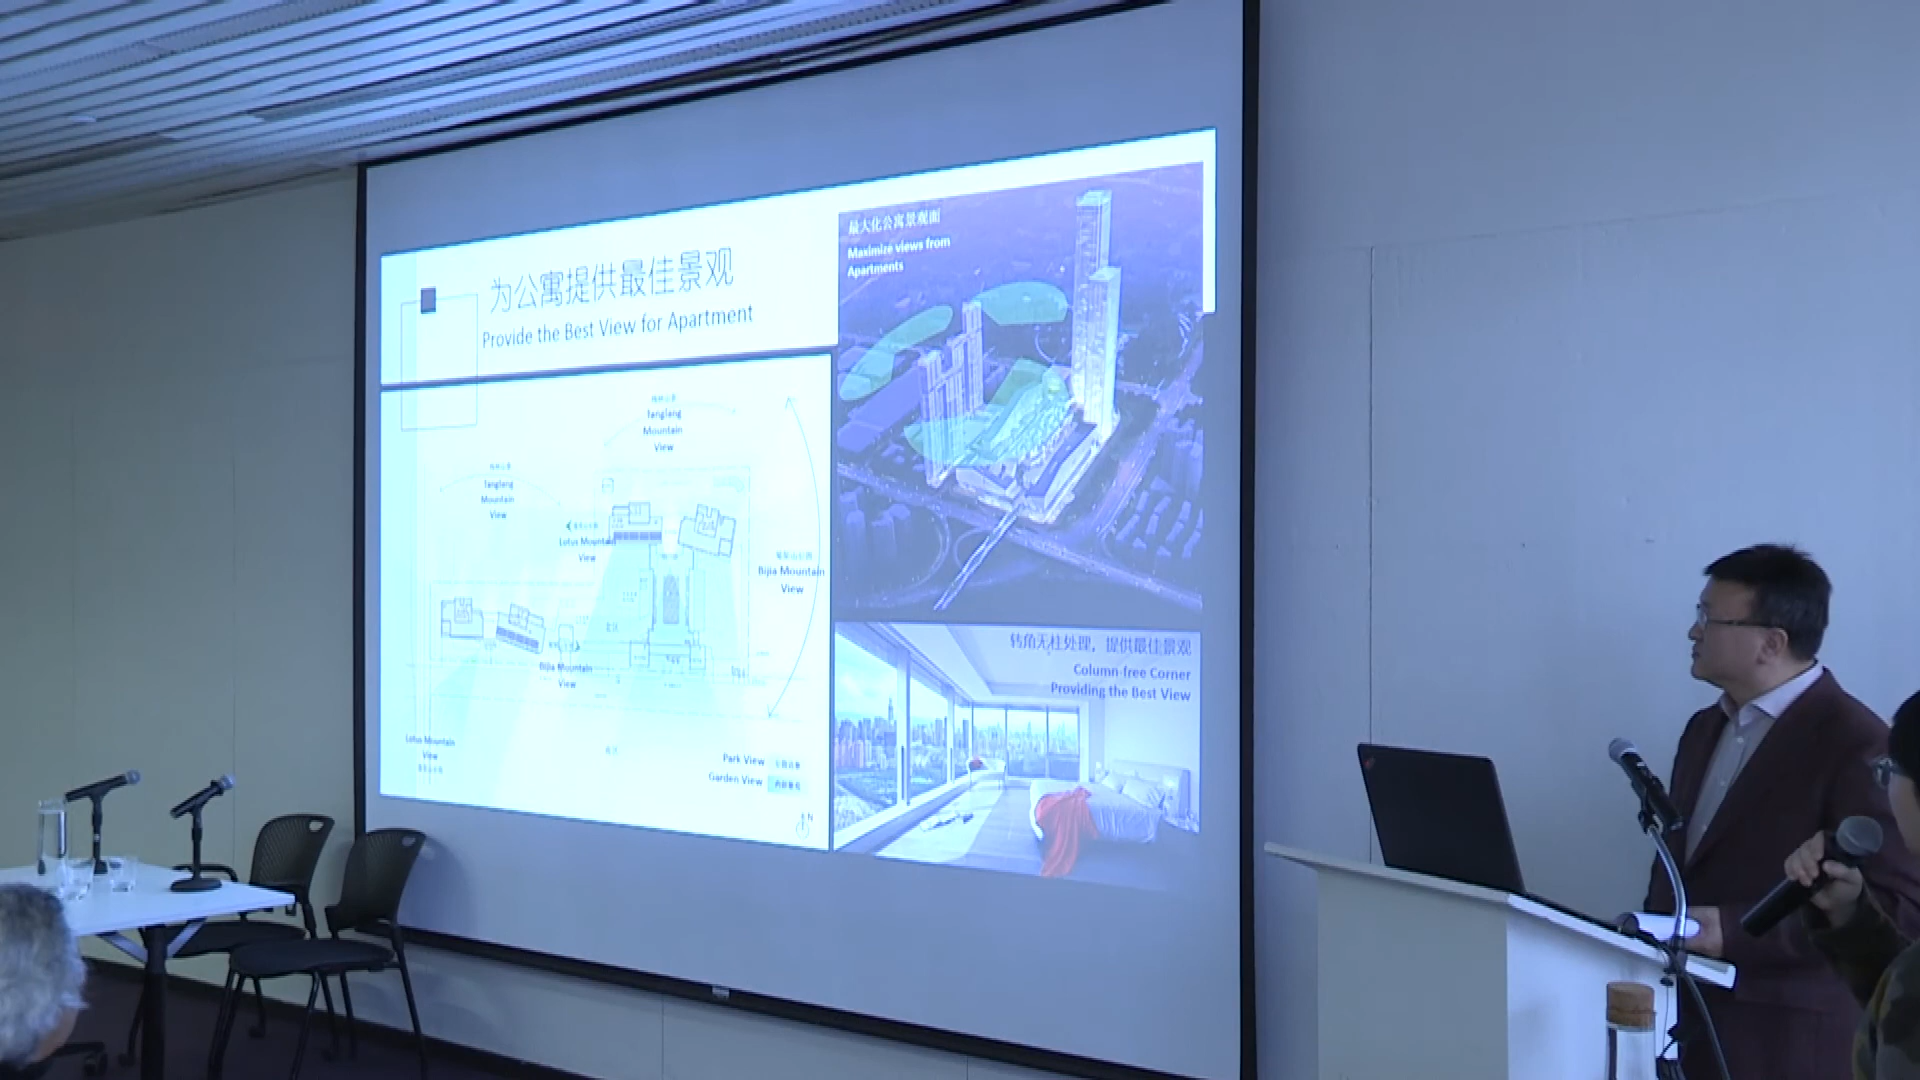 为公寓提供最佳景观
Provide the Best View for Apartment
最大化公寓景观面
Maximize views from
Apartments
Tanglang
Mountain
View
Tanglang
Mountain
View
Lotus Mountain
View
Bijia Mountain
View
Bijia Mountain
View
Lotus Mountain
View
Park View
Garden View
N
转角无柱处理，提供最佳景观
Column-free Corner
Providing the Best View